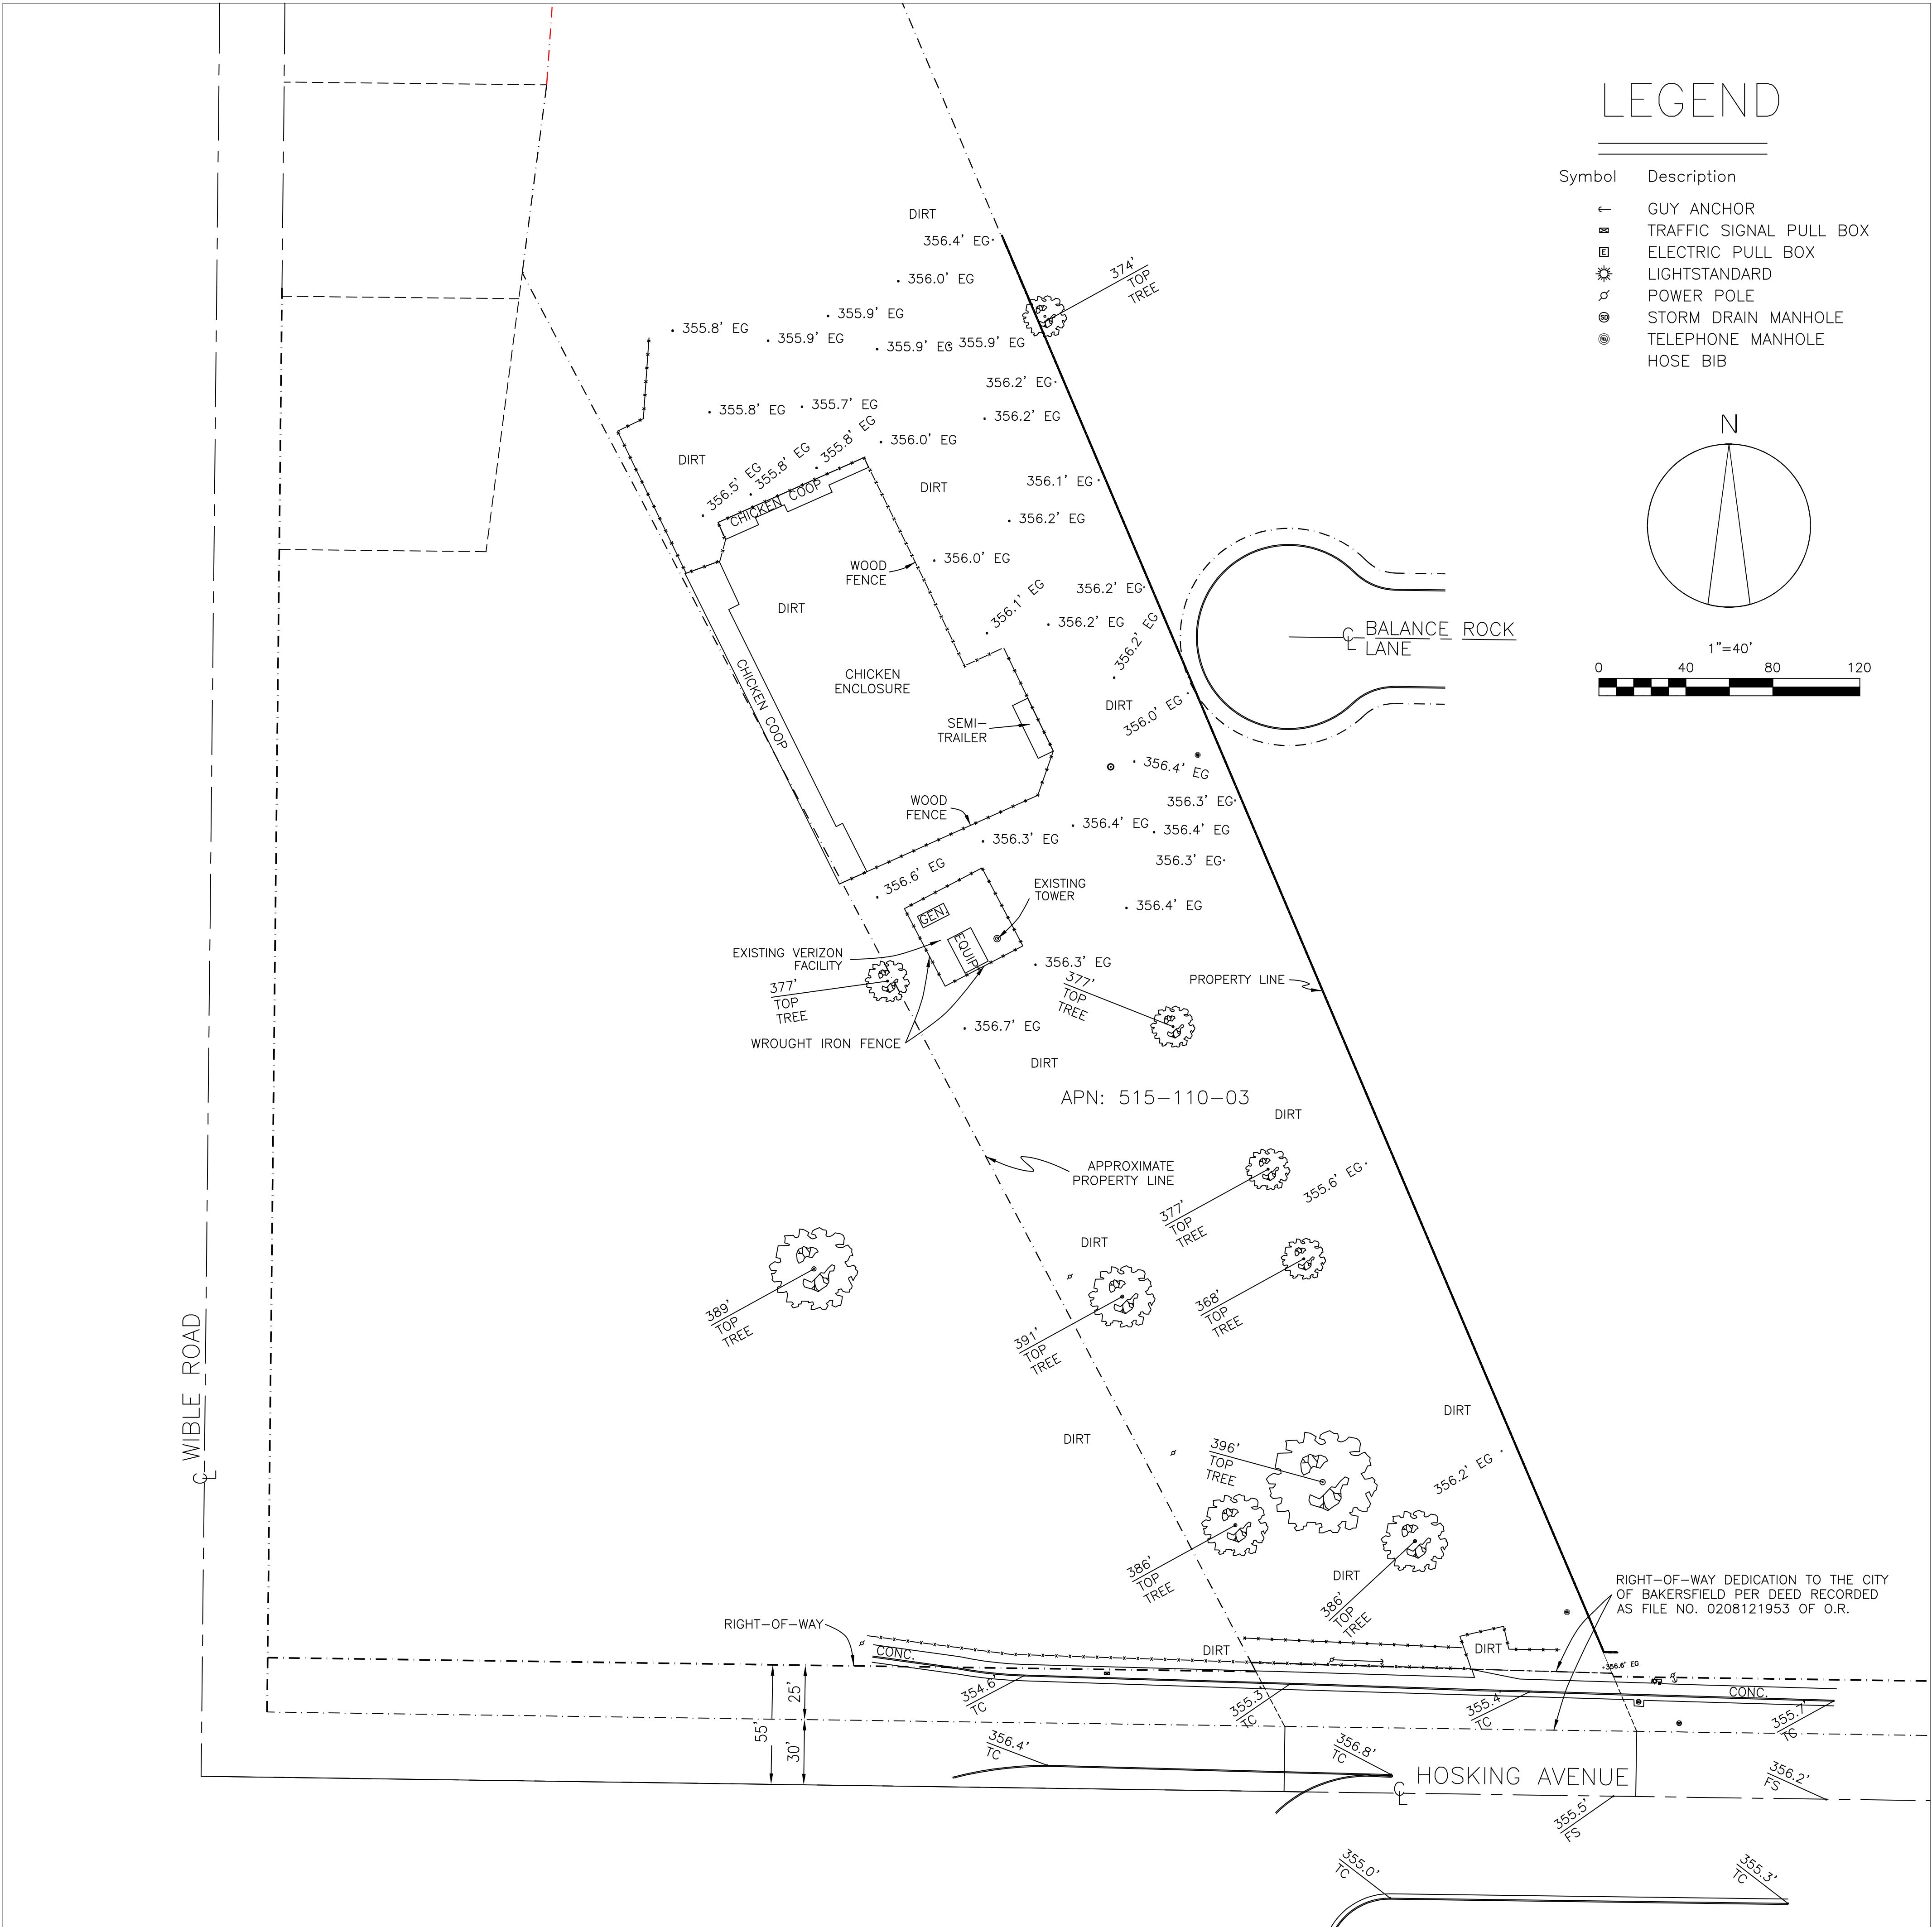 LEGEND
Symbol Description
GUY ANCHOR
TRAFFIC SIGNAL PULL BOX
E ELECTRIC PULL BOX
LIGHTSTANDARD
POWER POLE
SD STORM DRAIN MANHOLE
TELEPHONE MANHOLE
HOSE BIB
N
1"=40'
0 40 80 120
DIRT
356.4' EG
356.0' EG
374'
TOP
TREE
355.9' EG
355.8' EG
355.9' EG
355.9' EG
355.9' EG
356.2' EG
355.8' EG
355.7' EG
356.2' EG
355.8' EG
356.0' EG
DIRT
355.8' EG
356.5' EG
CHICKEN COOP
DIRT
356.1' EG
356.2' EG
WOOD
FENCE
356.0' EG
DIRT
356.2' EG
356.1' EG
356.2' EG
356.2' EG
CL BALANCE ROCK
LANE
CHICKEN COOP
CHICKEN
ENCLOSURE
SEMI-
TRAILER
DIRT
356.0' EG
356.4' EG
WOOD
FENCE
356.3' EG
356.4' EG
356.4' EG
356.3' EG
356.3' EG
356.6' EG
EXISTING
TOWER
GEN.
356.4' EG
EQUIP
EXISTING VERIZON
FACILITY
356.3' EG
377'
TOP
TREE
377'
TOP
TREE
PROPERTY LINE
356.7' EG
WROUGHT IRON FENCE
DIRT
APN: 515-110-03
DIRT
APPROXIMATE
PROPERTY LINE
355.6' EG
377'
TOP
TREE
DIRT
389'
TOP
TREE
391'
TOP
TREE
368'
TOP
TREE
CL WIBLE ROAD
DIRT
DIRT
396'
TOP
TREE
356.2' EG
386'
TOP
TREE
DIRT
386'
TOP
TREE
RIGHT-OF-WAY DEDICATION TO THE CITY
OF BAKERSFIELD PER DEED RECORDED
AS FILE NO. 0208121953 OF O.R.
RIGHT-OF-WAY
CONC.
DIRT
DIRT
356.6' EG
CONC.
25'
55'
30'
354.6'
TC
355.3'
TC
355.4'
TC
355.7'
TC
356.4'
TC
356.8'
TC
CL HOSKING AVENUE
356.2'
FS
355.5'
FS
355.0'
TC
355.3'
TC